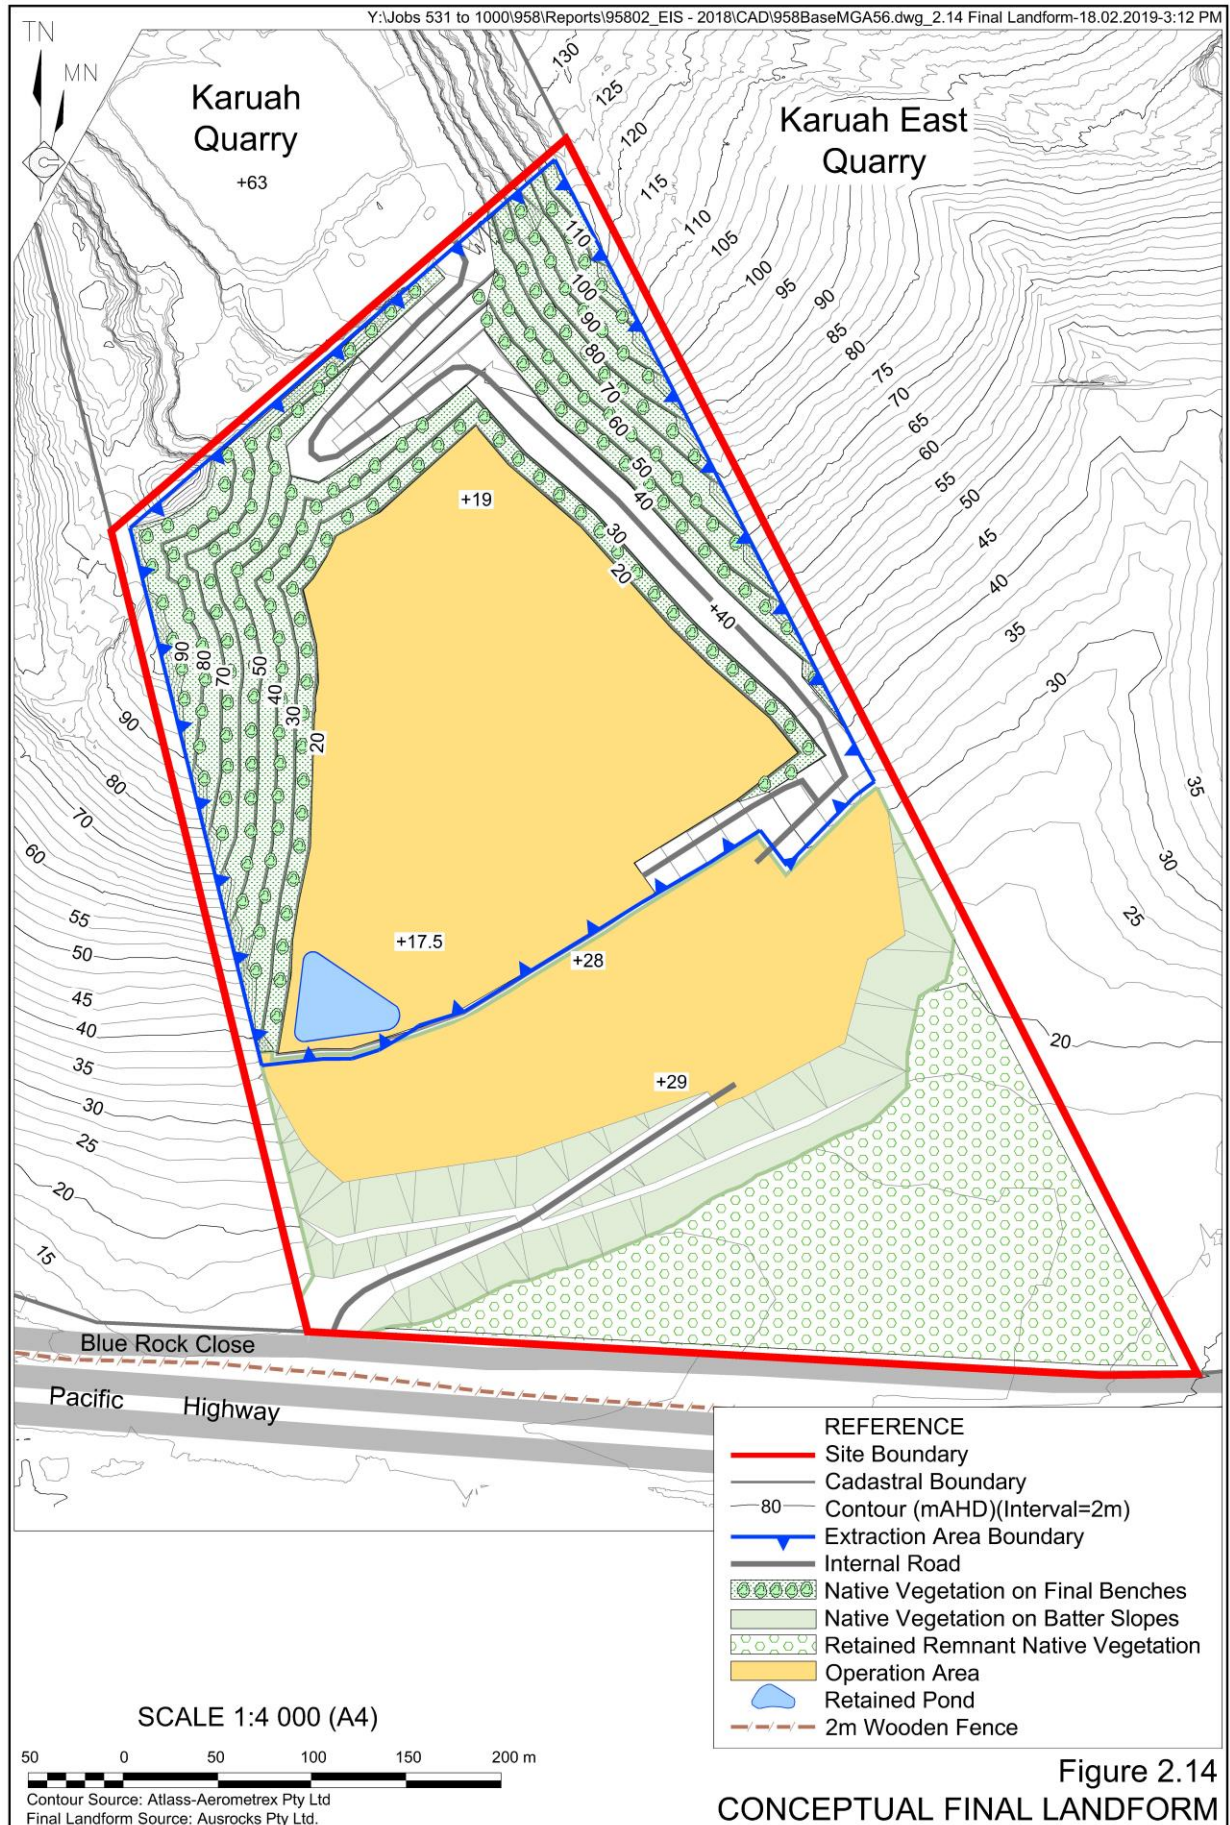 Y:\Jobs 531 to 1000\958\Reports\95802_EIS - 2018\CAD\958BaseMGA56.dwg_2.14 Final Landform-18.02.2019-3:12 PM
TN
MN
Karuah
Quarry
+63
Karuah East
Quarry
130
125
120
115
110
105
100
95
90
85
80
75
70
65
60
55
50
45
40
35
30
35
30
25
20
110
100
90
80
70
60
50
40
30
20
+19
+40
90
80
70
50
40
30
20
90
80
70
60
55
50
45
40
35
30
25
20
15
+17.5
+28
+29
Blue Rock Close
Pacific Highway
REFERENCE
Site Boundary
Cadastral Boundary
80 Contour (mAHD)(Interval=2m)
Extraction Area Boundary
Internal Road
Native Vegetation on Final Benches
Native Vegetation on Batter Slopes
Retained Remnant Native Vegetation
Operation Area
Retained Pond
2m Wooden Fence
SCALE 1:4 000 (A4)
50 0 50 100 150 200 m
Contour Source: Atlass-Aerometrex Pty Ltd
Final Landform Source: Ausrocks Pty Ltd.
Figure 2.14
CONCEPTUAL FINAL LANDFORM